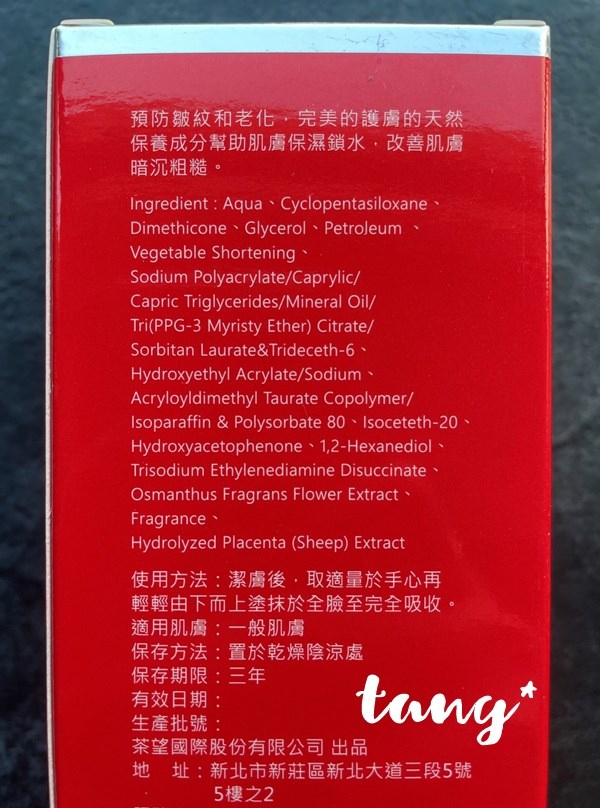 預防皺紋和老化，完美的護膚的天然
保養成分幫助肌膚保濕鎖水，改善肌膚
暗沉粗糙。
Ingredient : Aqua、Cyclopentasiloxane、
Dimethicone、Glycerol、Petroleum 、
Vegetable Shortening、
Sodium Polyacrylate/Caprylic/
Capric Triglycerides/Mineral Oil/
Tri(PPG-3 Myristy Ether) Citrate/
Sorbitan Laurate&Trideceth-6、
Hydroxyethyl Acrylate/Sodium、
Acryloyldimethyl Taurate Copolymer/
Isoparaffin & Polysorbate 80、Isoceteth-20、
Hydroxyacetophenone、1,2-Hexanediol、
Trisodium Ethylenediamine Disuccinate、
Osmanthus Fragrans Flower Extract、
Fragrance、
Hydrolyzed Placenta (Sheep) Extract
使用方法：潔膚後，取適量於手心再
輕輕由下而上塗抹於全臉至完全吸收。
適用肌膚：一般肌膚
保存方法：置於乾燥陰涼處
保存期限：三年
有效日期：
生產批號：
茶望國際股份有限公司 出品
地　址：新北市新莊區新北大道三段5號
5樓之2
tang*